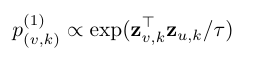 $p^{(1)}_{(v,k)} \propto \exp(\mathbf{z}_{v,k}^{\top} \mathbf{z}_{u,k} / \tau)$